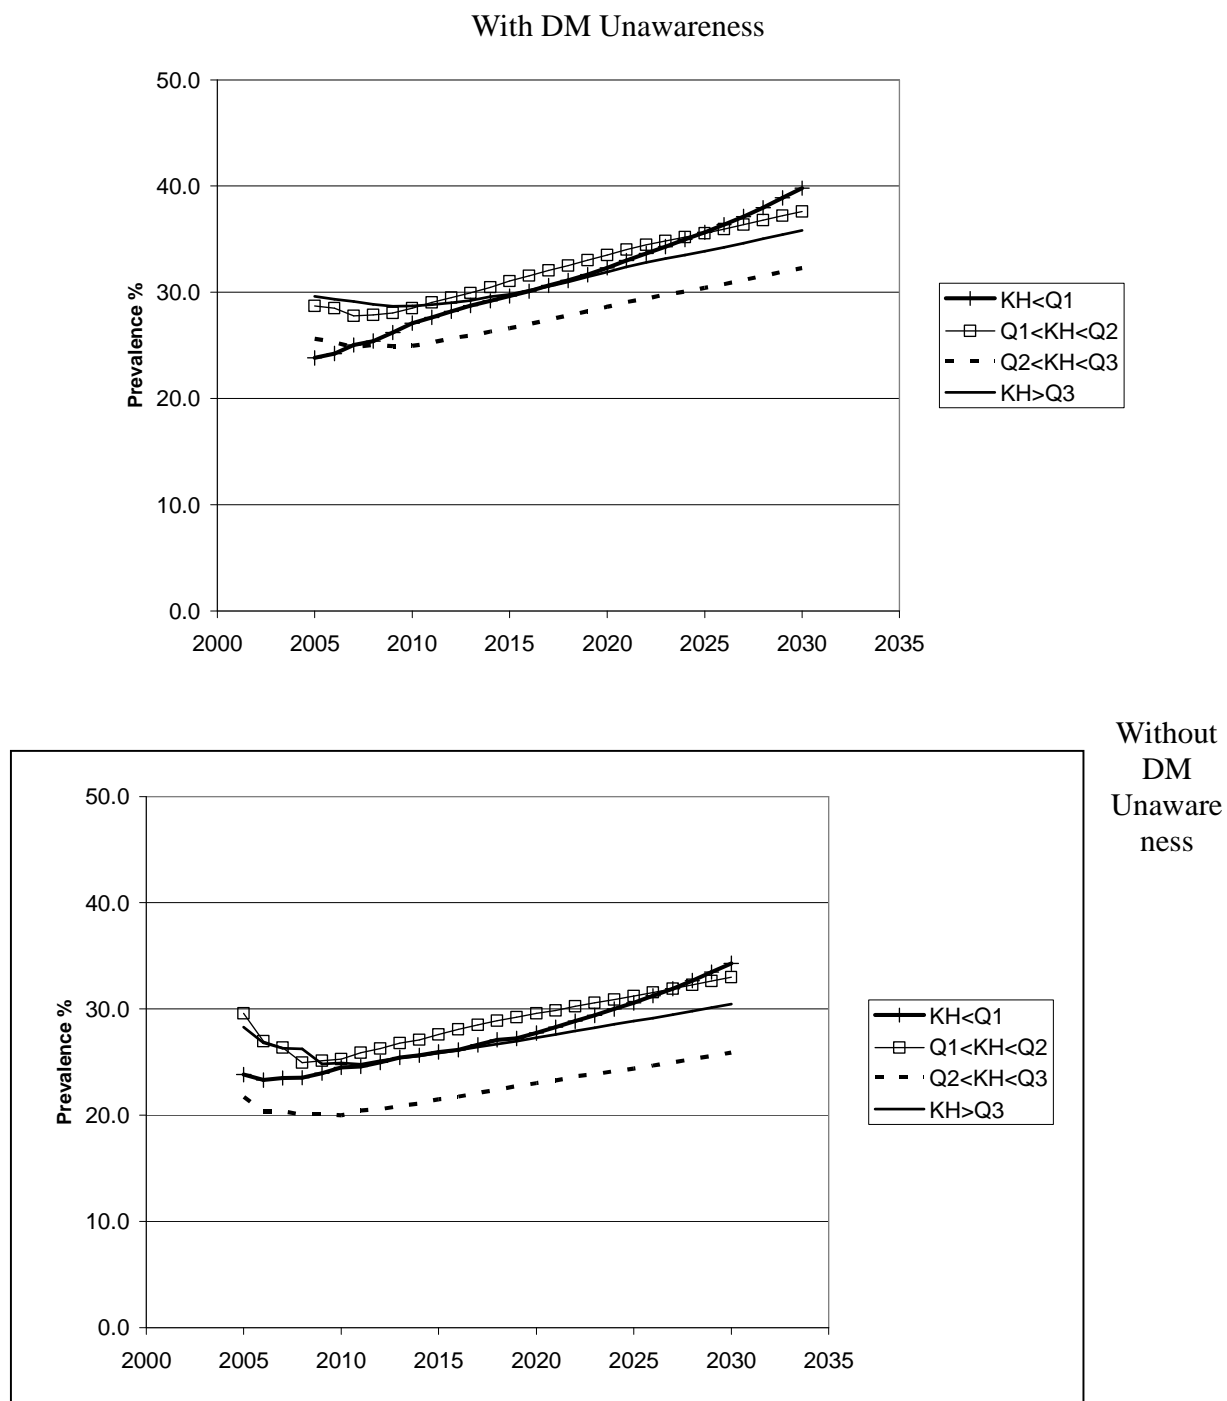 With DM Unawareness
50.0
40.0
30.0
20.0
10.0
0.0
Prevalence %
2000 2005 2010 2015 2020 2025 2030 2035
KH<Q1
Q1<KH<Q2
Q2<KH<Q3
KH>Q3
Without
DM
Unaware
ness
50.0
40.0
30.0
20.0
10.0
0.0
Prevalence %
2000 2005 2010 2015 2020 2025 2030 2035
KH<Q1
Q1<KH<Q2
Q2<KH<Q3
KH>Q3